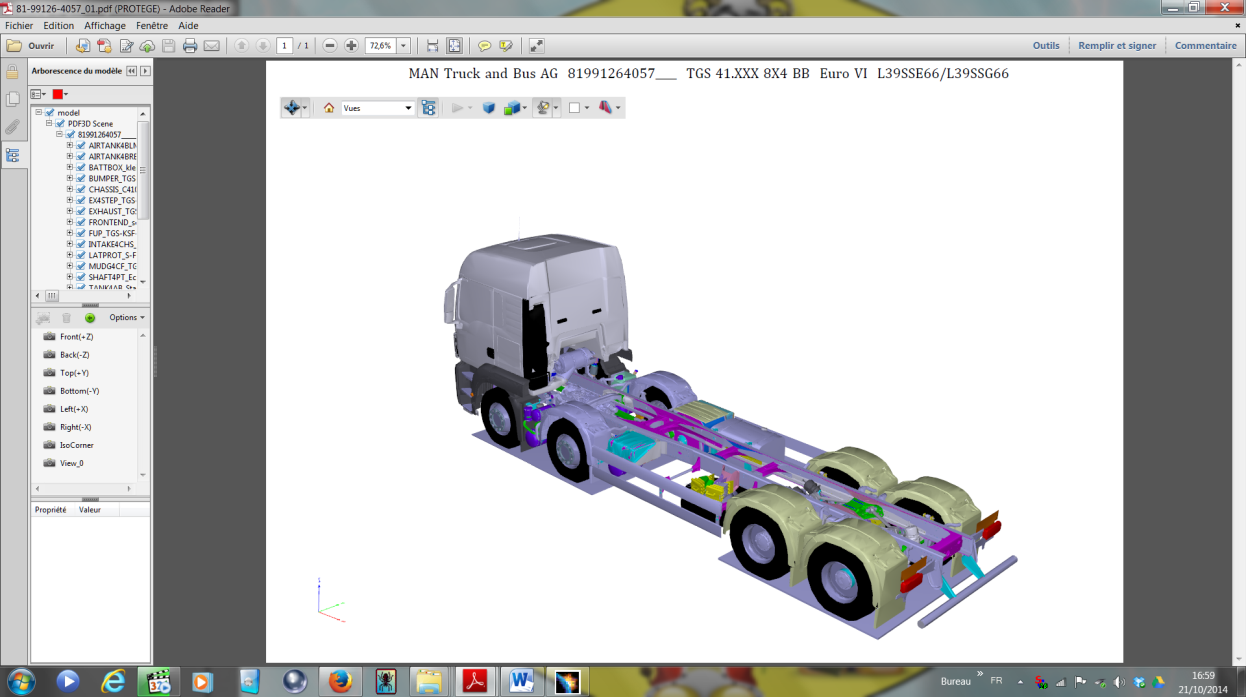 81-99126-4057_01.pdf (PROTEGE) - Adobe Reader
Fichier Edition Affichage Fenêtre Aide
Ouvrir 1 / 1 72,6% Outils Remplir et signer Commentaire
Arborescence du modèle
model
PDF3D Scene
81991264057____
AIRTANK4BLN
AIRTANK4BRE
BATTBOX_kle
BUMPER_TGS
CHASSIS_C41
EX4STEP_TGS-
EXHAUST_TGS
FRONTEND_s
FUP_TGS-KSF-
INTAKE4CHS_
LATPROT_S-F
MUDG4CF_TG
SHAFT4PT_Ec
TANK4AB_Sta
Options
Front(+Z)
Back(-Z)
Top(+Y)
Bottom(-Y)
Left(+X)
Right(-X)
IsoCorner
View_0
Propriété Valeur
MAN Truck and Bus AG 81991264057___ TGS 41.XXX 8X4 BB Euro VI L39SSE66/L39SSG66
Vues
Bureau » FR 16:59
21/10/2014